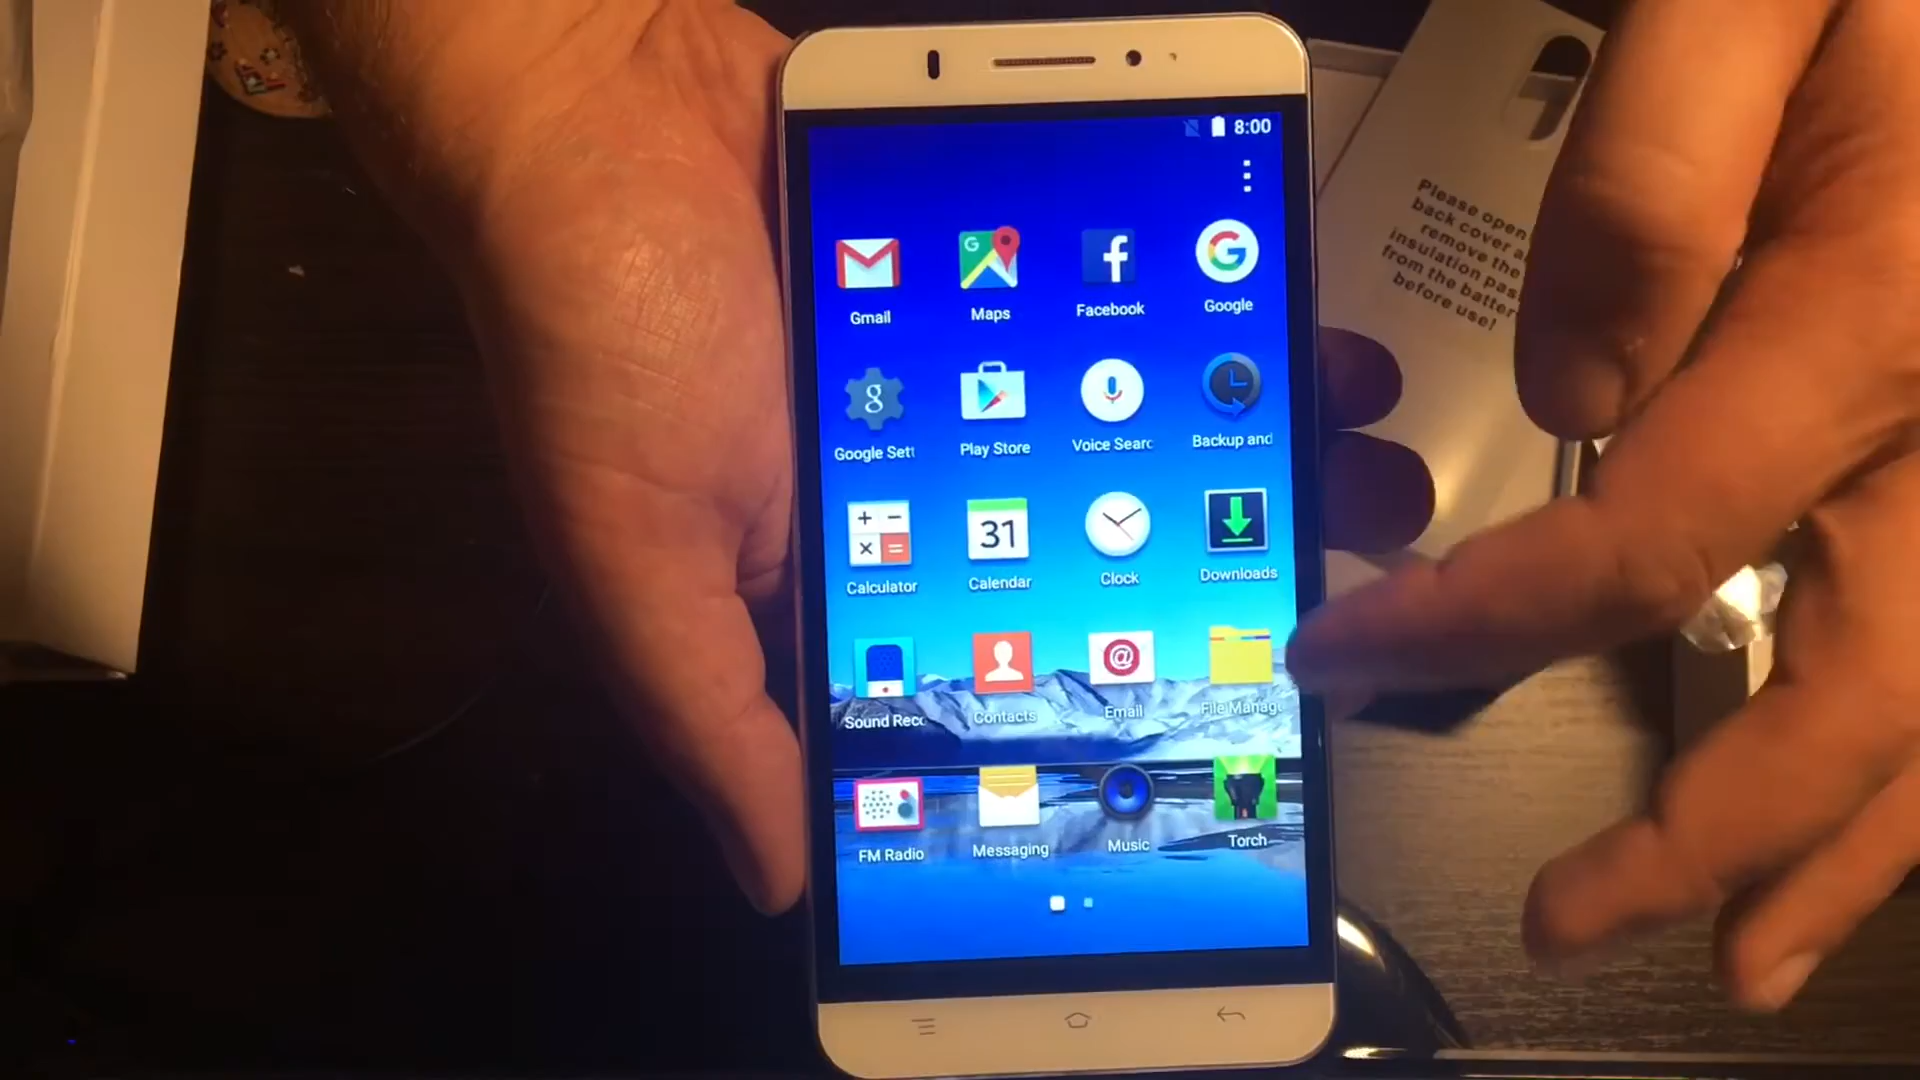 8:00
Gmail Maps Facebook Google
Google Sett Play Store Voice Searc Backup and
31
Calculator Calendar Clock Downloads
Sound Reco Contacts Email File Manage
FM Radio Messaging Music Torch
Please open
back cover a
remove the
insulation pas
from the batter
before use!